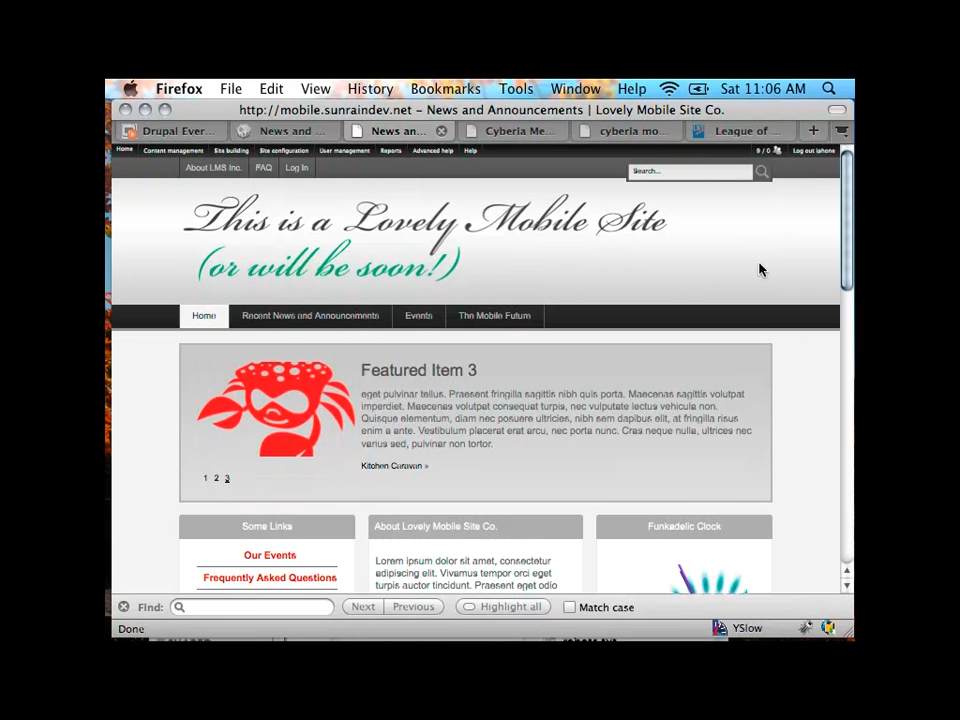 Firefox File Edit View History Bookmarks Tools Window Help Sat 11:06 AM
http://mobile.sunraindev.net – News and Announcements | Lovely Mobile Site Co.
Drupal Ever... News and ... News an... Cyberia Me... cyberia mo... League of ...
Home Content management Site building Site configuration User management Reports Advanced help Help 9 / 0 Log out iphone
About LMS Inc. FAQ Log In Search...
This is a Lovely Mobile Site
(or will be soon!)
Home Recent News and Announcements Events The Mobile Future
Featured Item 3
eget pulvinar tellus. Praesent fringilla sagittis nibh quis porta. Maecenas sagittis volutpat
imperdiet. Maecenas volutpat consequat turpis, nec vulputate lectus vehicula non.
Quisque elementum, diam nec posuere ultricies, nibh sem dapibus elit, at fringilla risus
enim a ante. Vestibulum placerat erat arcu, nec porta nunc. Cras neque nulla, ultrices nec
varius sed, pulvinar non tortor.
Kitchen Caravan »
1 2 3
Some Links About Lovely Mobile Site Co. Funkadelic Clock
Our Events
Frequently Asked Questions
Lorem ipsum dolor sit amet, consectetur
adipiscing elit. Vivamus tempor orci eget
turpis auctor tincidunt. Praesent eget odio
Find: Next Previous Highlight all Match case
Done YSlow